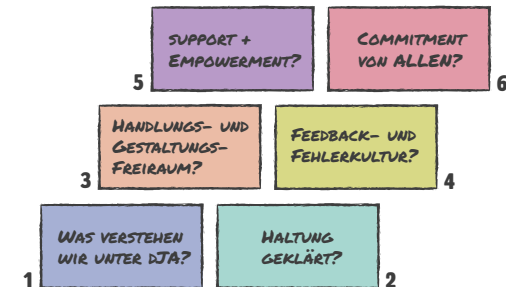 SUPPORT +
EMPOWERMENT?
5
COMMITMENT
VON ALLEN?
6
HANDLUNGS- UND
GESTALTUNGS-
FREIRAUM?
3
FEEDBACK- UND
FEHLERKULTUR?
4
WAS VERSTEHEN
WIR UNTER DJA?
1
HALTUNG
GEKLÄRT?
2